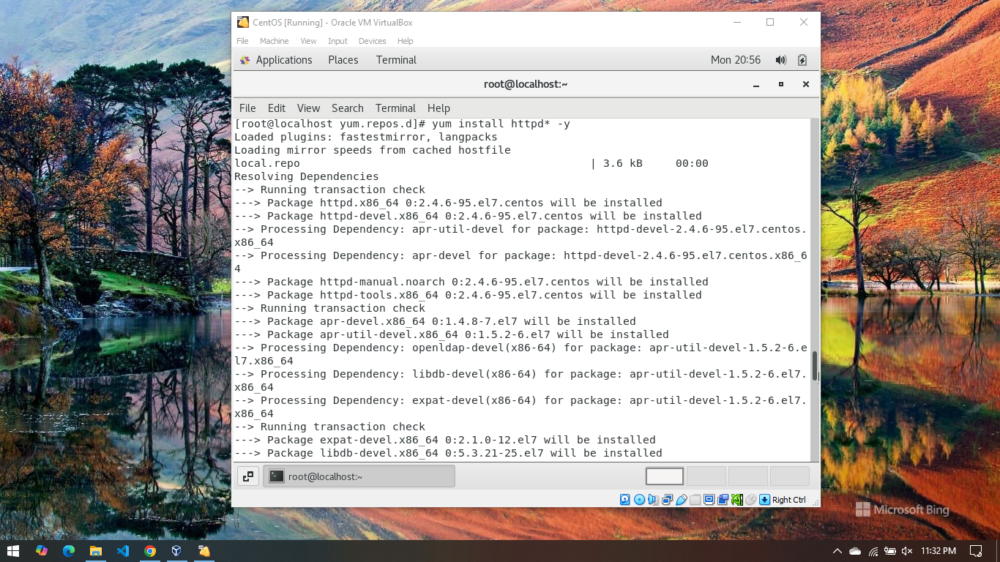 CentOS [Running] - Oracle VM VirtualBox
File Machine View Input Devices Help
Applications Places Terminal Mon 20:56
root@localhost:~
File Edit View Search Terminal Help
[root@localhost yum.repos.d]# yum install httpd* -y
Loaded plugins: fastestmirror, langpacks
Loading mirror speeds from cached hostfile
local.repo | 3.6 kB 00:00
Resolving Dependencies
--> Running transaction check
---> Package httpd.x86_64 0:2.4.6-95.el7.centos will be installed
---> Package httpd-devel.x86_64 0:2.4.6-95.el7.centos will be installed
--> Processing Dependency: apr-util-devel for package: httpd-devel-2.4.6-95.el7.centos.
x86_64
--> Processing Dependency: apr-devel for package: httpd-devel-2.4.6-95.el7.centos.x86_6
4
---> Package httpd-manual.noarch 0:2.4.6-95.el7.centos will be installed
---> Package httpd-tools.x86_64 0:2.4.6-95.el7.centos will be installed
--> Running transaction check
---> Package apr-devel.x86_64 0:1.4.8-7.el7 will be installed
---> Package apr-util-devel.x86_64 0:1.5.2-6.el7 will be installed
--> Processing Dependency: openldap-devel(x86-64) for package: apr-util-devel-1.5.2-6.e
l7.x86_64
--> Processing Dependency: libdb-devel(x86-64) for package: apr-util-devel-1.5.2-6.el7.
x86_64
--> Processing Dependency: expat-devel(x86-64) for package: apr-util-devel-1.5.2-6.el7.
x86_64
--> Running transaction check
---> Package expat-devel.x86_64 0:2.1.0-12.el7 will be installed
---> Package libdb-devel.x86_64 0:5.3.21-25.el7 will be installed
root@localhost:~
Right Ctrl
Microsoft Bing
11:32 PM